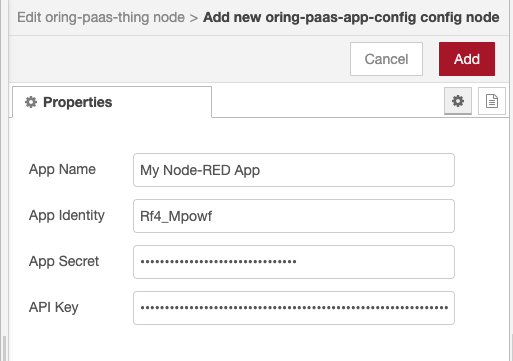 Edit oring-paas-thing node > Add new oring-paas-app-config config node
Cancel
Add
Properties
App Name
My Node-RED App
App Identity
Rf4_Mpowf
App Secret
••••••••••••••••••••••••••••••••
API Key
••••••••••••••••••••••••••••••••••••••••••••••••••••••••••••••••